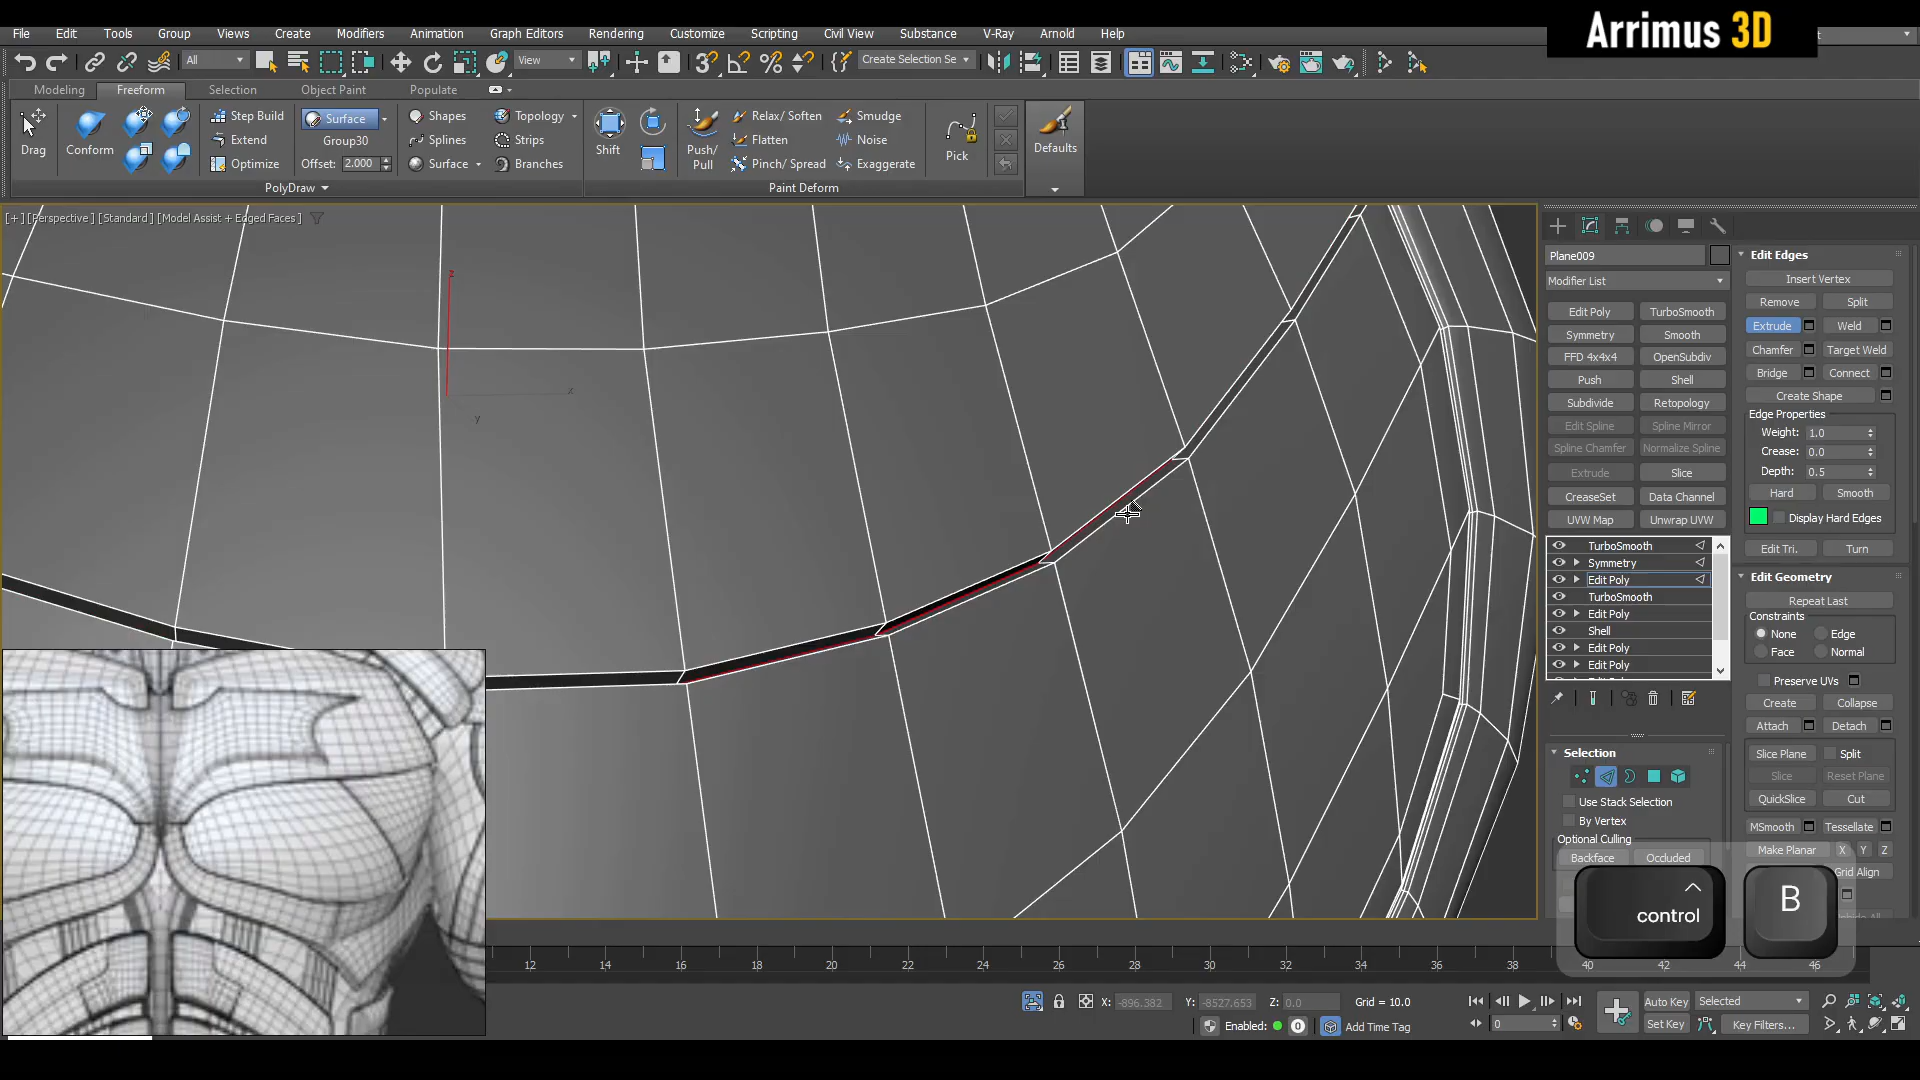 File Edit Tools Group Views Create Modifiers Animation Graph Editors Rendering Customize Scripting Civil View Substance V-Ray Arnold Help
Arrimus 3D
All View Create Selection Se
Modeling Freeform Selection Object Paint Populate
Drag Conform Step Build Extend Optimize Surface Group30 Offset: 2.000
Shapes Splines Surface Topology Strips Branches
Shift Push/ Pull Relax/ Soften Flatten Pinch/ Spread Smudge Noise Exaggerate Pick Defaults
PolyDraw Paint Deform
[+] [Perspective] [Standard] [Model Assist + Edged Faces]
z
x
y
Plane009
Modifier List
Edit Poly TurboSmooth
Symmetry Smooth
FFD 4x4x4 OpenSubdiv
Push Shell
Subdivide Retopology
Edit Spline Spline Mirror
Spline Chamfer Normalize Spline
Extrude Slice
CreaseSet Data Channel
UVW Map Unwrap UVW
TurboSmooth
Symmetry
Edit Poly
TurboSmooth
Edit Poly
Shell
Edit Poly
Edit Poly
Selection
Use Stack Selection
By Vertex
Optional Culling
Backface Occluded
Edit Edges
Insert Vertex
Remove Split
Extrude Weld
Chamfer Target Weld
Bridge Connect
Create Shape
Edge Properties
Weight: 1.0
Crease: 0.0
Depth: 0.5
Hard Smooth
Display Hard Edges
Edit Tri. Turn
Edit Geometry
Repeat Last
Constraints
None Edge
Face Normal
Preserve UVs
Create Collapse
Attach Detach
Slice Plane Split
Slice Reset Plane
QuickSlice Cut
MSmooth Tessellate
Make Planar X Y Z
Grid Align
control B
12 14 16 18 20 22 24 26 28 30 32 34 36 38 40 42 44 46
X: -896.382 Y: -8527.653 Z: 0.0 Grid = 10.0
Enabled: 0 Add Time Tag
0
Auto Key Selected
Set Key Key Filters...